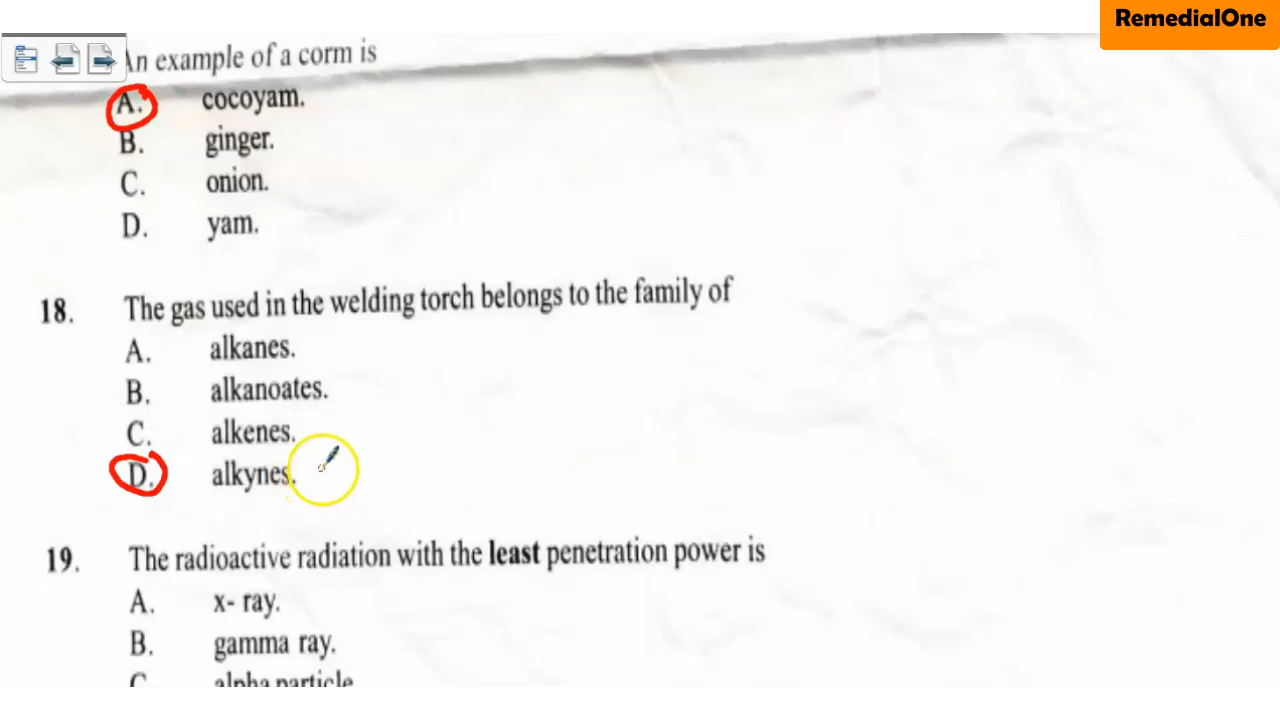 RemedialOne
An example of a corm is
A. cocoyam.
B. ginger.
C. onion.
D. yam.
18. The gas used in the welding torch belongs to the family of
A. alkanes.
B. alkanoates.
C. alkenes.
D. alkynes.
19. The radioactive radiation with the least penetration power is
A. x- ray.
B. gamma ray.
C. alpha particle